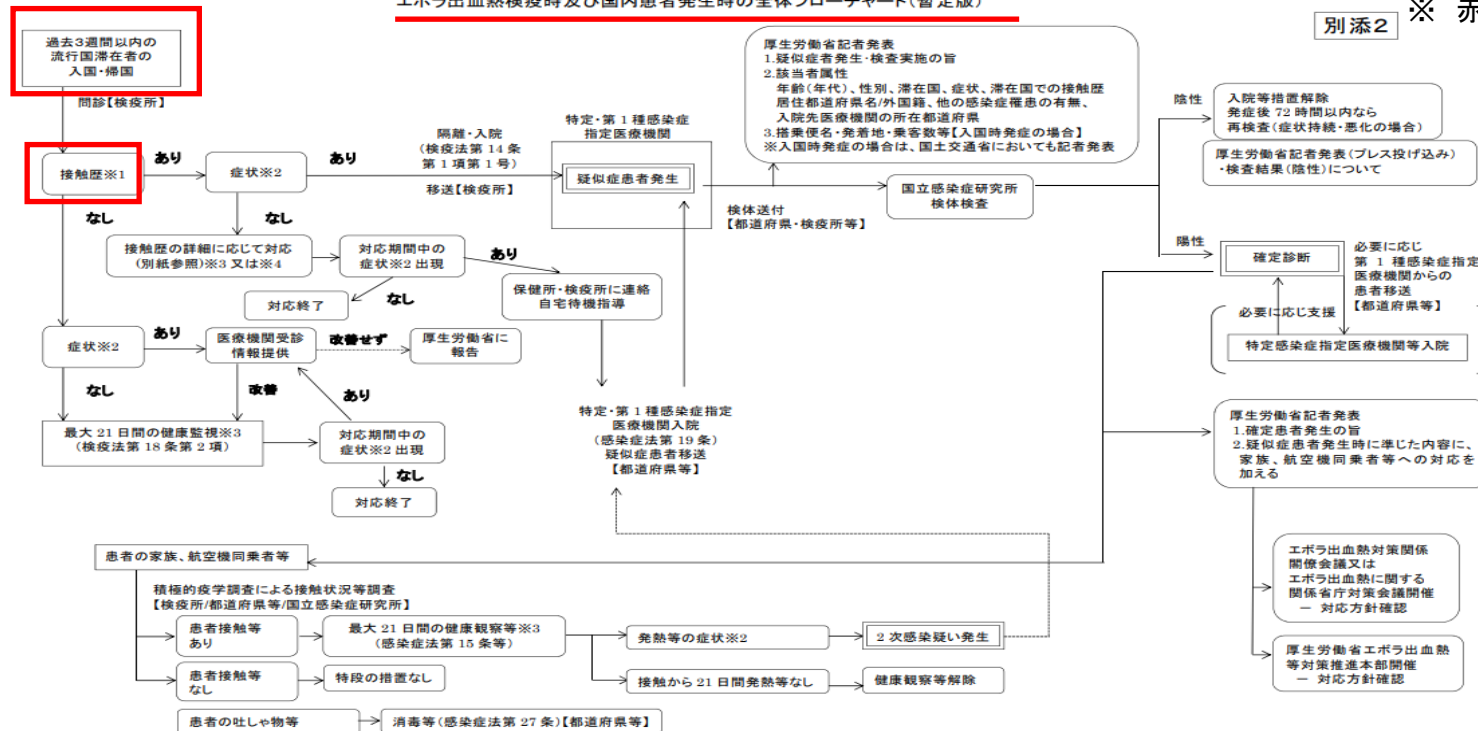 エボラ出血熱検疫時及び国内患者発生時の全体フローチャート(暫定版)
※ 赤
別添2
過去3週間以内の
流行国滞在者の
入国・帰国
問診【検疫所】
接触歴※1
あり
症状※2
あり
隔離・入院
(検疫法第14条
第1項第1号)
移送【検疫所】
特定・第1種感染症
指定医療機関
疑似症患者発生
厚生労働省記者発表
1.疑似症者発生・検査実施の旨
2.該当者属性
年齢(年代)、性別、滞在国、症状、滞在国での接触歴
居住都道府県名/外国籍、他の感染症罹患の有無、
入院先医療機関の所在都道府県
3.搭乗便名・発着地・乗客数等【入国時発症の場合】
※入国時発症の場合は、国土交通省においても記者発表
検体送付
【都道府県・検疫所等】
国立感染症研究所
検体検査
陰性
入院等措置解除
発症後72時間以内なら
再検査(症状持続・悪化の場合)
厚生労働省記者発表(プレス投げ込み)
・検査結果(陰性)について
陽性
確定診断
必要に応じ
第1種感染症指定
医療機関からの
患者移送
【都道府県等】
必要に応じ支援
特定感染症指定医療機関等入院
なし
なし
接触歴の詳細に応じて対応
(別紙参照)※3又は※4
対応期間中の
症状※2出現
あり
なし
対応終了
保健所・検疫所に連絡
自宅待機指導
症状※2
あり
医療機関受診
情報提供
改善せず
厚生労働省に
報告
なし
改善
あり
最大21日間の健康監視※3
(検疫法第18条第2項)
対応期間中の
症状※2出現
なし
対応終了
特定・第1種感染症指定
医療機関入院
(感染症法第19条)
疑似症患者移送
【都道府県等】
厚生労働省記者発表
1.確定患者発生の旨
2.疑似症患者発生時に準じた内容に、
家族、航空機同乗者等への対応を
加える
エボラ出血熱対策関係
閣僚会議又は
エボラ出血熱に関する
関係省庁対策会議開催
― 対応方針確認
厚生労働省エボラ出血熱
等対策推進本部開催
― 対応方針確認
患者の家族、航空機同乗者等
積極的疫学調査による接触状況等調査
【検疫所/都道府県等/国立感染症研究所】
患者接触等
あり
最大21日間の健康観察等※3
(感染症法第15条等)
発熱等の症状※2
2次感染疑い発生
患者接触等
なし
特段の措置なし
接触から21日間発熱等なし
健康観察等解除
患者の吐しゃ物等
消毒等(感染症法第27条)【都道府県等】